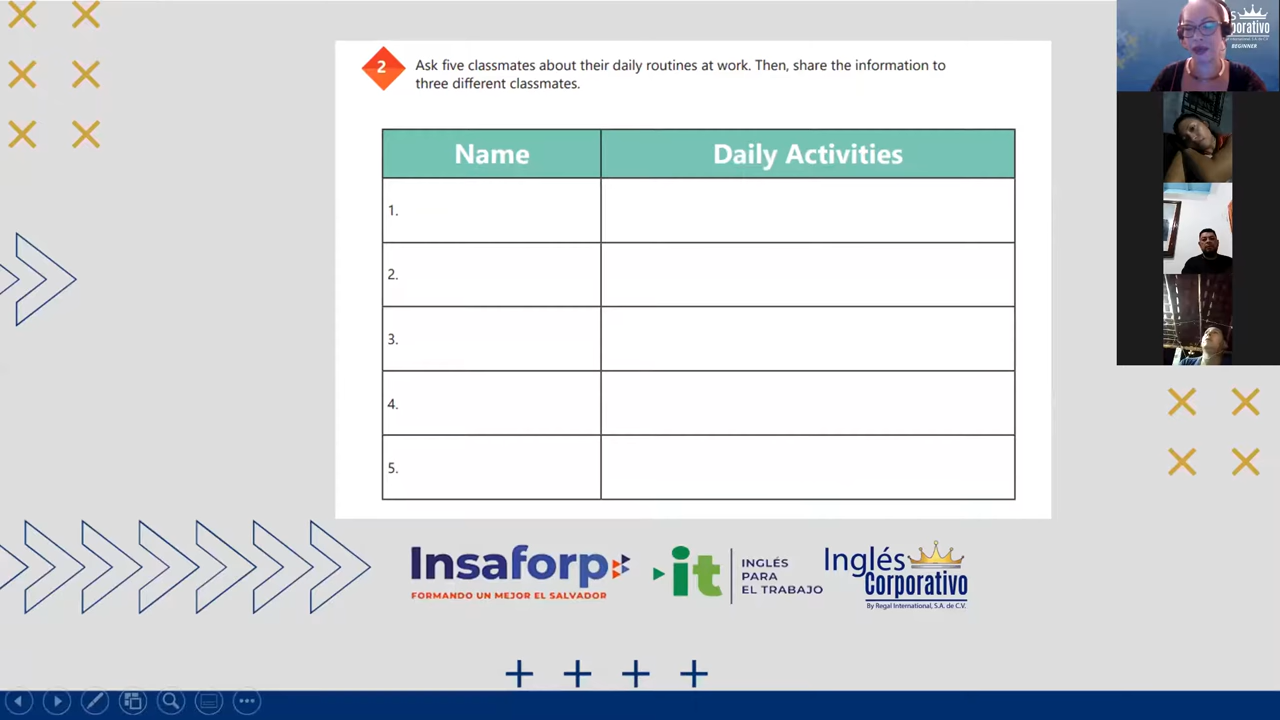 2
Ask five classmates about their daily routines at work. Then, share the information to
three different classmates.
Name
Daily Activities
1.
2.
3.
4.
5.
Insaforp
FORMANDO UN MEJOR EL SALVADOR
it
INGLÉS
PARA
EL TRABAJO
Inglés
Corporativo
By Regal International, S.A. de C.V.
BEGINNER